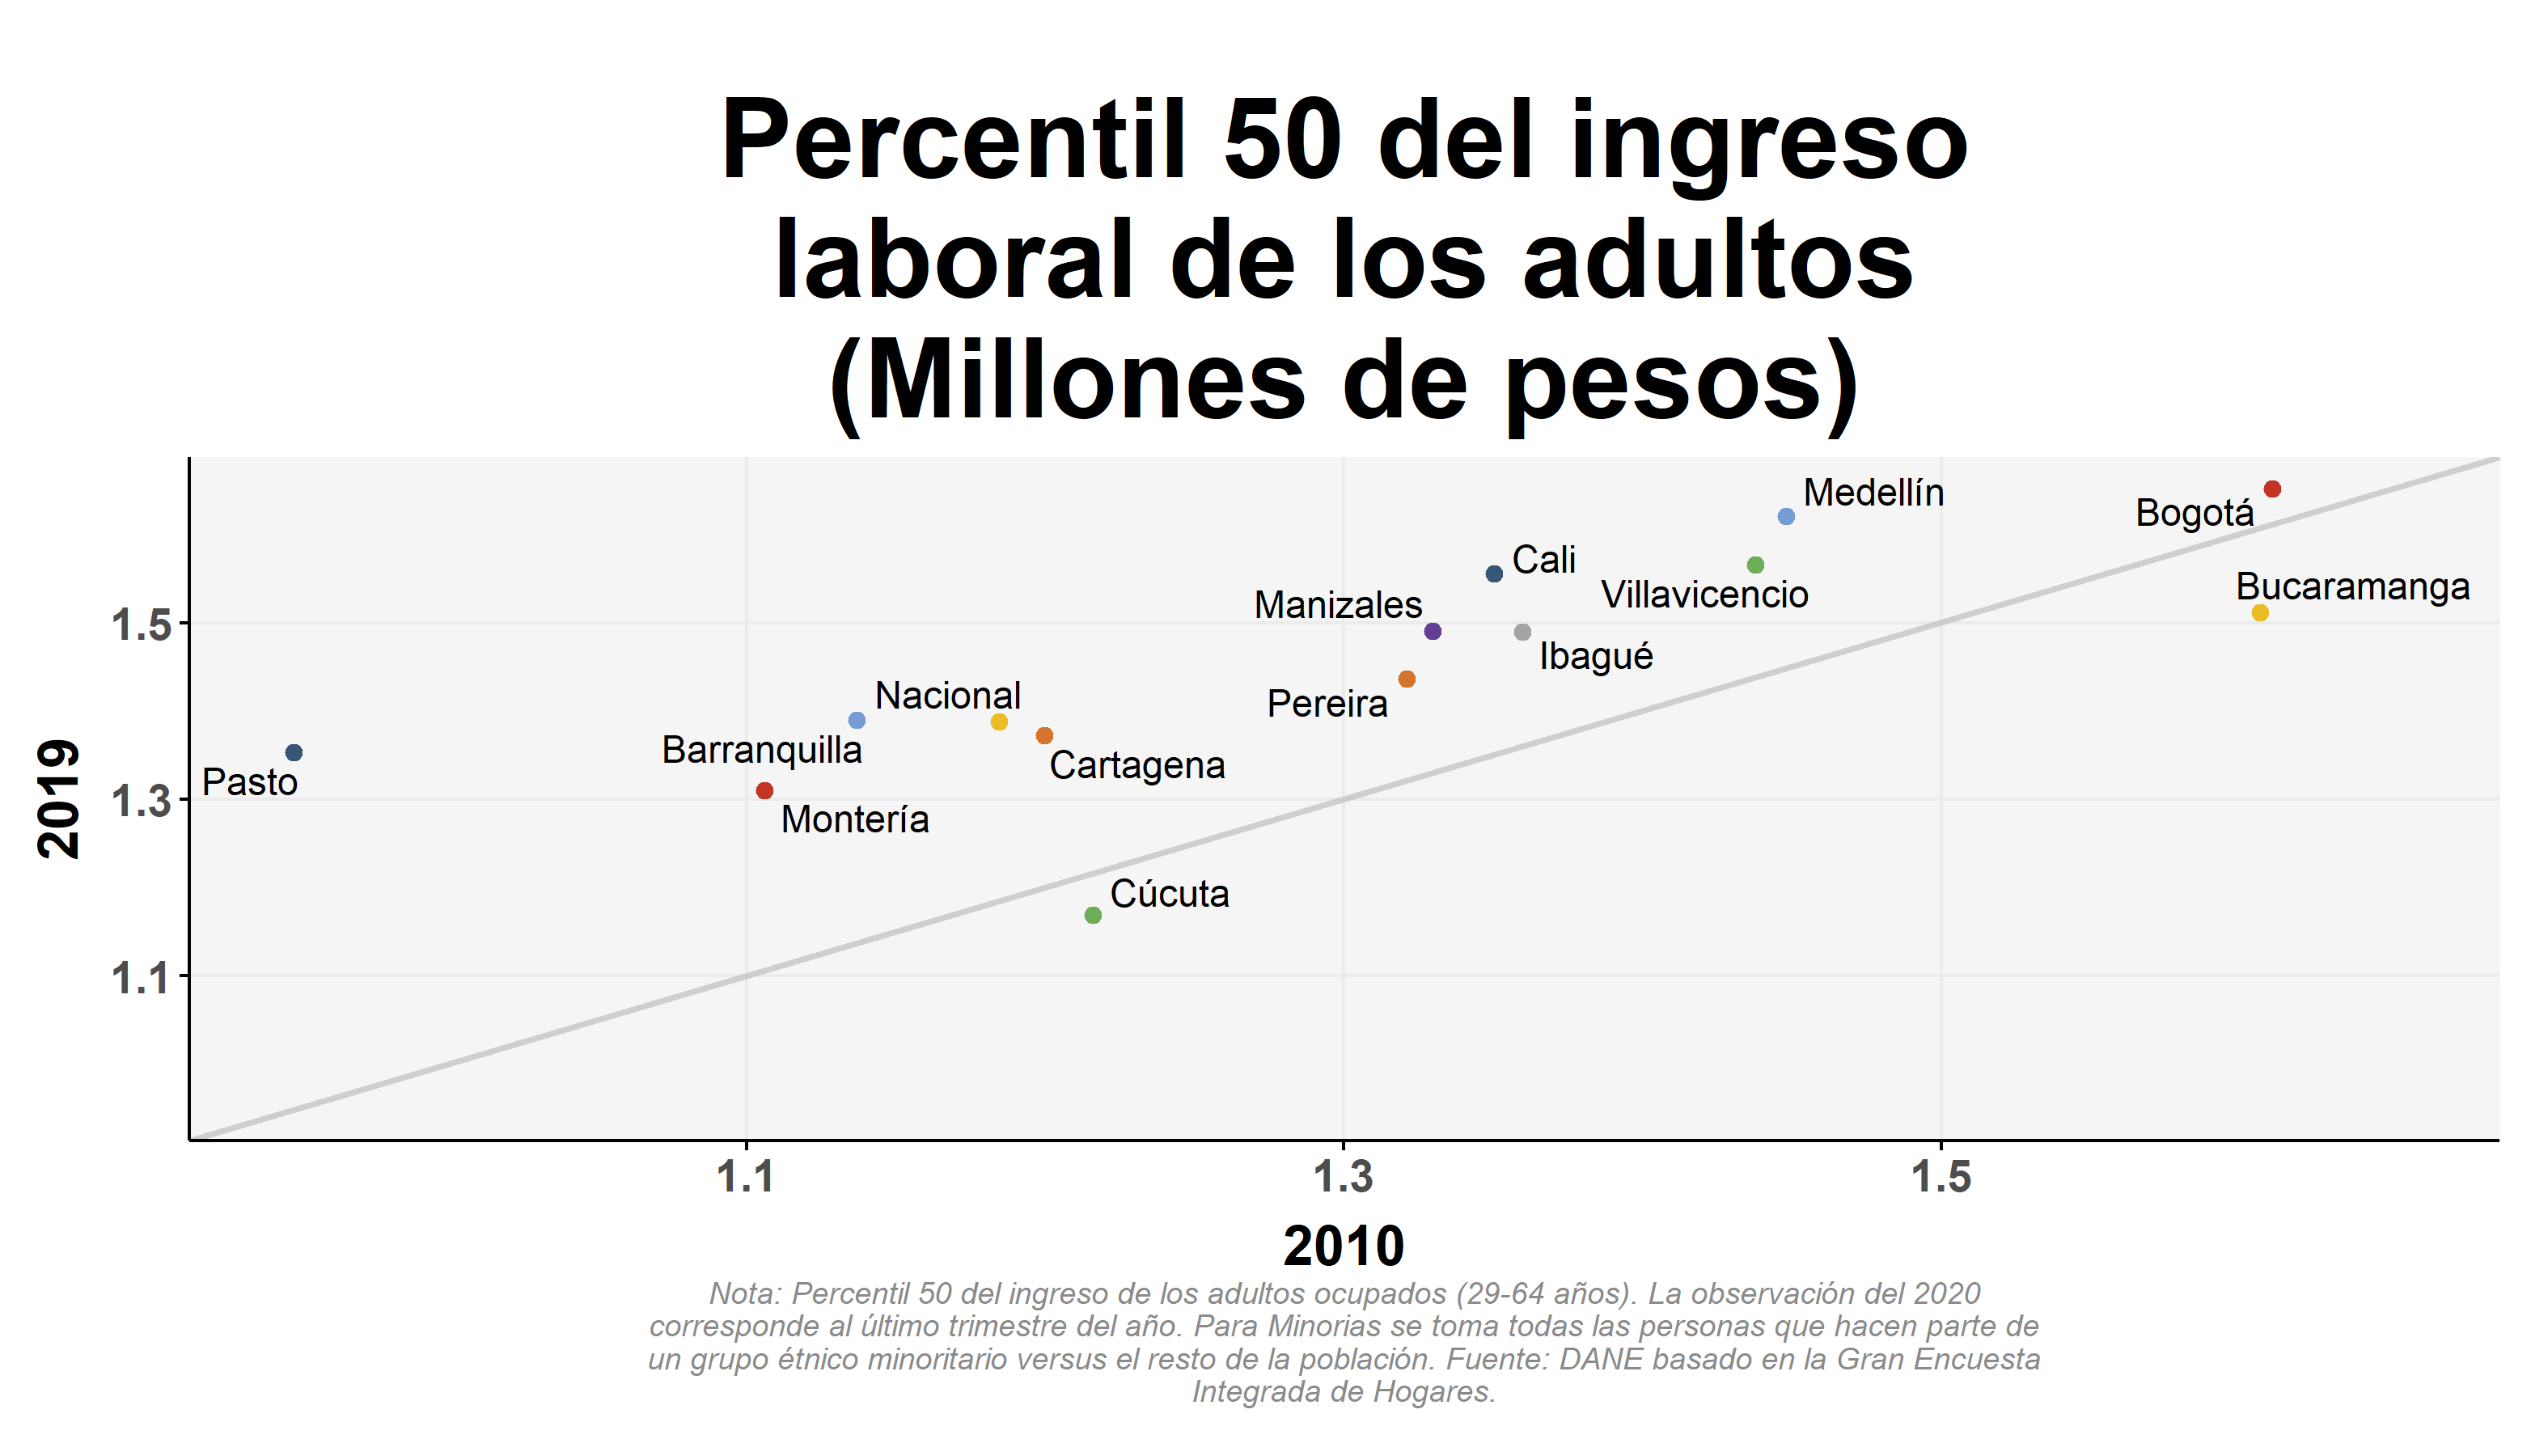 Percentil 50 del ingreso
laboral de los adultos
(Millones de pesos)
Medellín
Bogotá
Cali
Bucaramanga
Villavicencio
Manizales
1.5
Ibagué
Nacional
Pereira
Barranquilla
Cartagena
Pasto
1.3
Montería
2019
Cúcuta
1.1
1.1
1.3
1.5
2010
Nota: Percentil 50 del ingreso de los adultos ocupados (29-64 años). La observación del 2020
corresponde al último trimestre del año. Para Minorias se toma todas las personas que hacen parte de
un grupo étnico minoritario versus el resto de la población. Fuente: DANE basado en la Gran Encuesta
Integrada de Hogares.